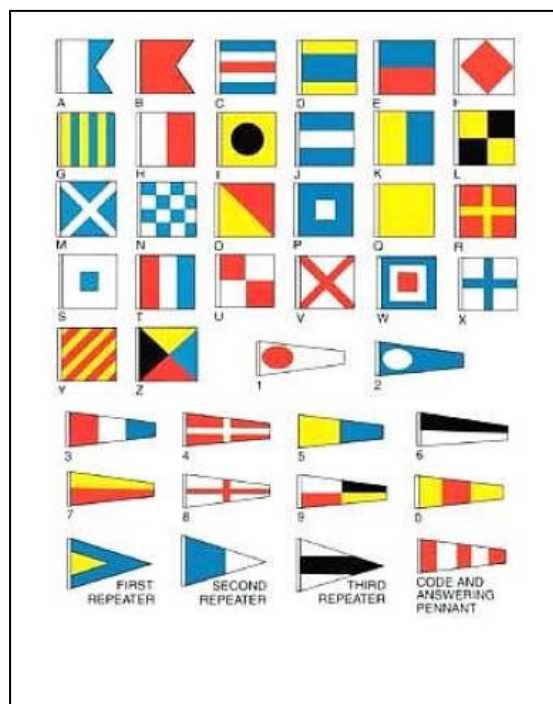 A B C D E F
G H I J K L
M N O P Q R
S T U V W X
Y Z 1 2
3 4 5 6
7 8 9 0
FIRST REPEATER
SECOND REPEATER
THIRD REPEATER
CODE AND ANSWERING PENNANT